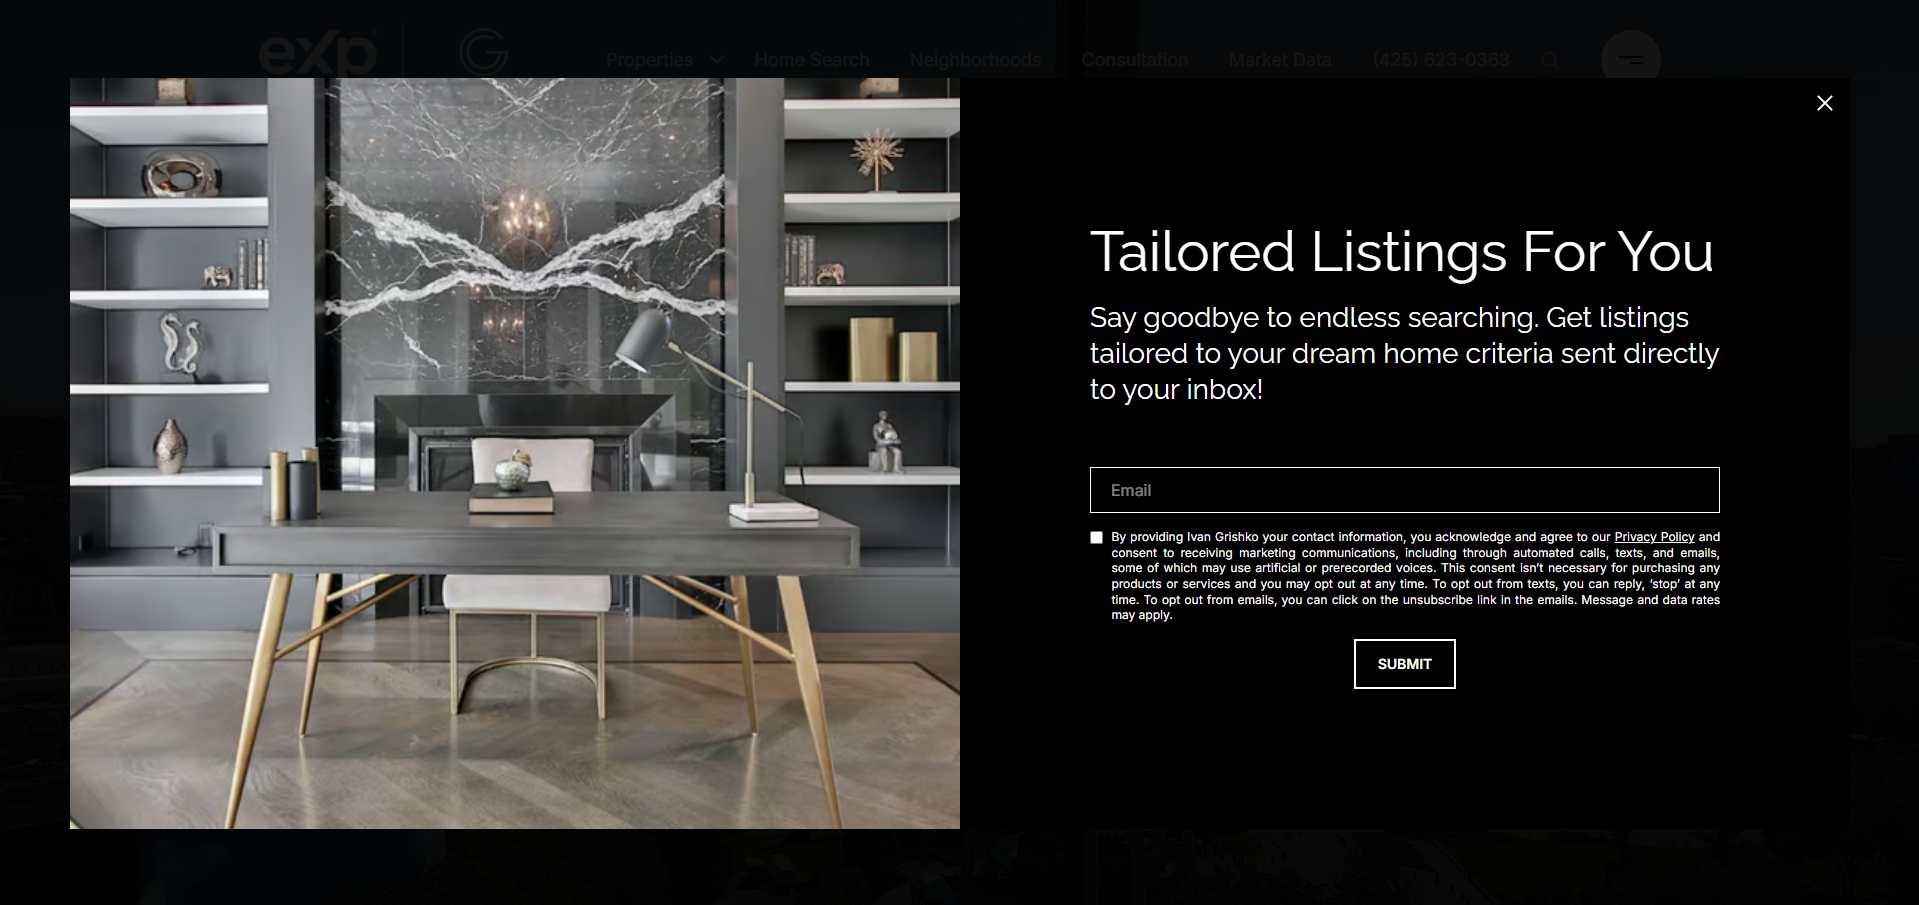 eXp
Properties Home Search Neighborhoods Consultation Market Data (425) 623-0363
Tailored Listings For You
Say goodbye to endless searching. Get listings
tailored to your dream home criteria sent directly
to your inbox!
Email
By providing Ivan Grishko your contact information, you acknowledge and agree to our Privacy Policy and
consent to receiving marketing communications, including through automated calls, texts, and emails,
some of which may use artificial or prerecorded voices. This consent isn’t necessary for purchasing any
products or services and you may opt out at any time. To opt out from texts, you can reply, ‘stop’ at any
time. To opt out from emails, you can click on the unsubscribe link in the emails. Message and data rates
may apply.
SUBMIT